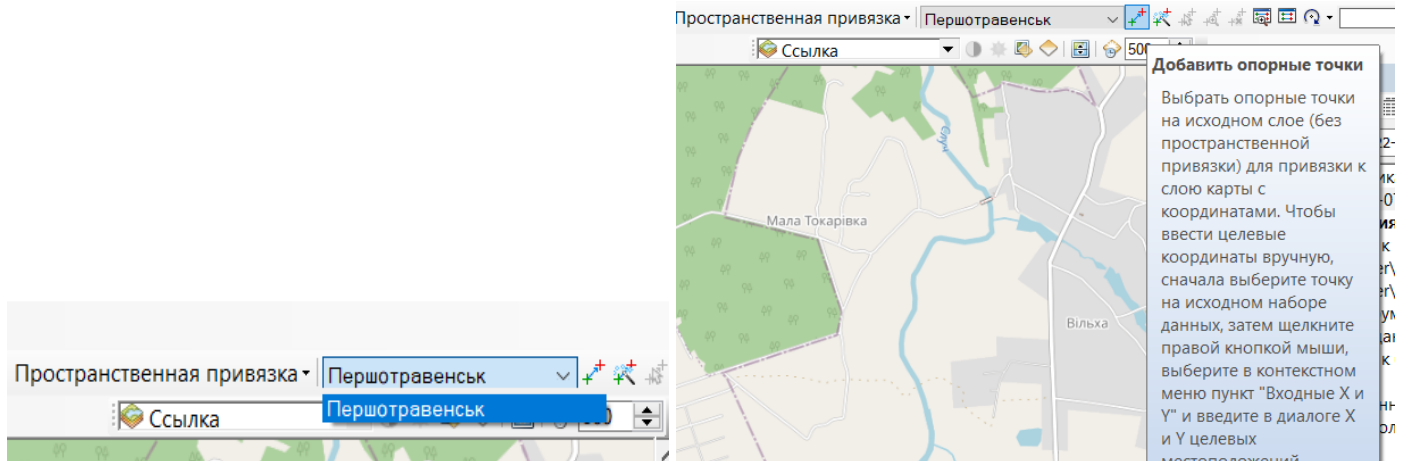 Пространственная привязка
Першотравенськ
Ссылка
Першотравенськ
Пространственная привязка
Першотравенськ
Ссылка
Добавить опорные точки
Выбрать опорные точки
на исходном слое (без
пространственной
привязки) для привязки к
слою карты с
координатами. Чтобы
ввести целевые
координаты вручную,
сначала выберите точку
на исходном наборе
данных, затем щелкните
правой кнопкой мыши,
выберите в контекстном
меню пункт "Входные X и
Y" и введите в диалоге X
и Y целевых
местоположений
Случ
Мала Токарівка
Вільха